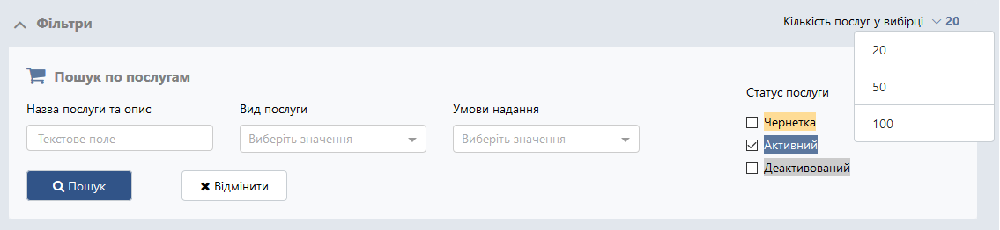 Фільтри
Кількість послуг у вибірці 20
20
50
100
Пошук по послугам
Назва послуги та опис
Текстове поле
Вид послуги
Виберіть значення
Умови надання
Виберіть значення
Статус послуги
Чернетка
Активний
Деактивований
Пошук
Відмінити